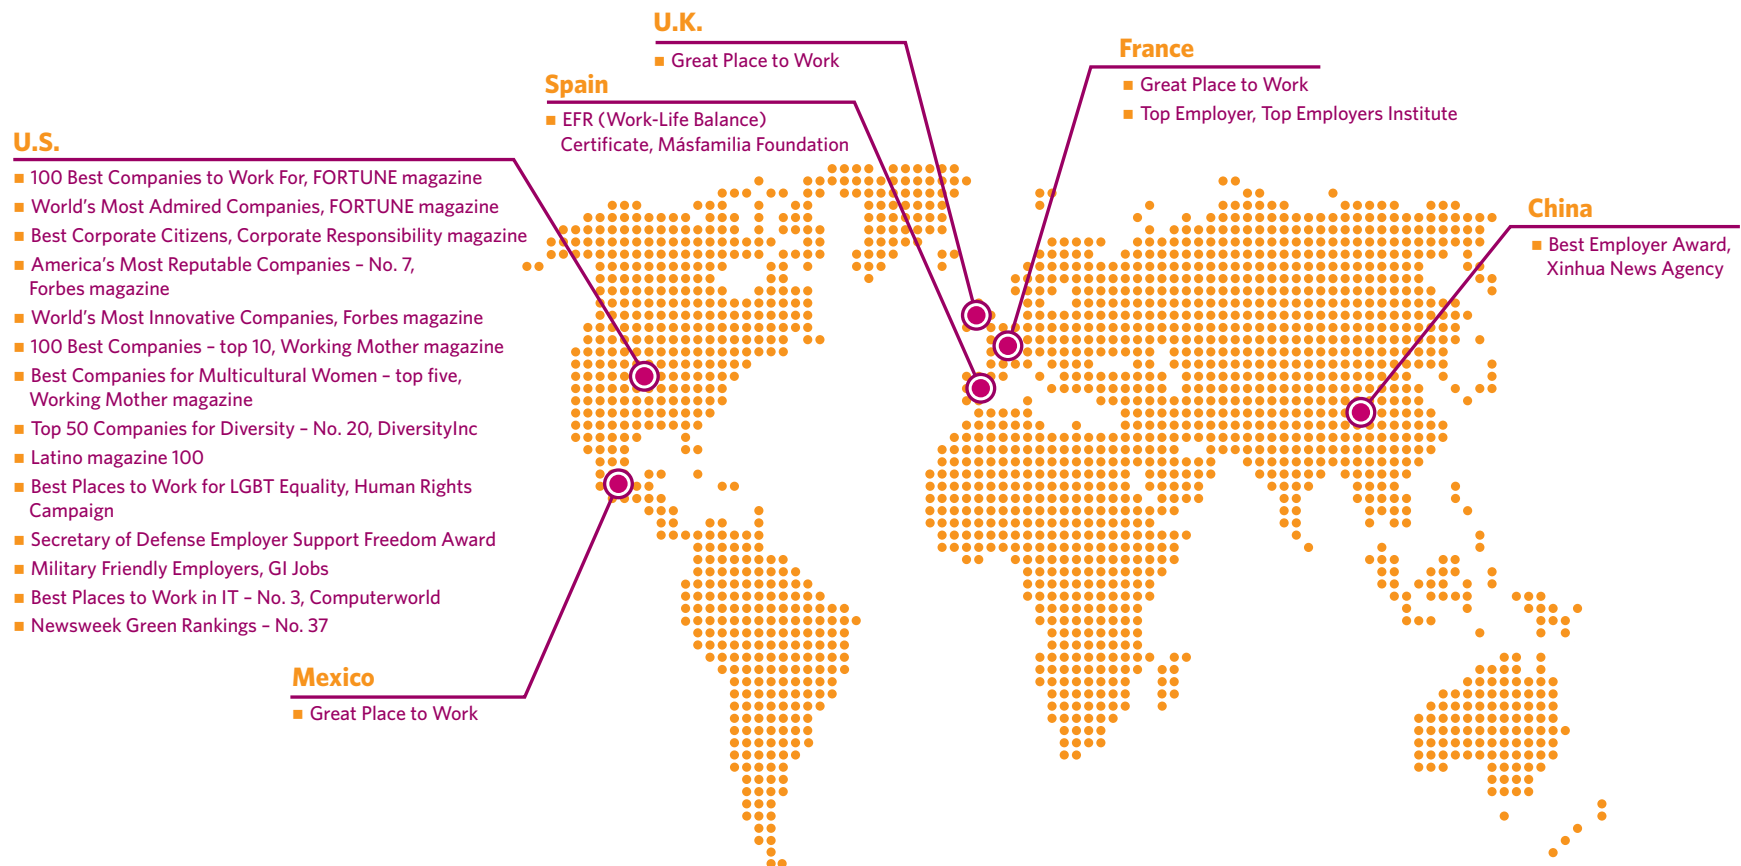 U.K.
■ Great Place to Work
France
■ Great Place to Work
■ Top Employer, Top Employers Institute
Spain
■ EFR (Work-Life Balance)
Certificate, Másfamilia Foundation
U.S.
■ 100 Best Companies to Work For, FORTUNE magazine
■ World’s Most Admired Companies, FORTUNE magazine
■ Best Corporate Citizens, Corporate Responsibility magazine
■ America’s Most Reputable Companies – No. 7,
Forbes magazine
■ World’s Most Innovative Companies, Forbes magazine
■ 100 Best Companies – top 10, Working Mother magazine
■ Best Companies for Multicultural Women – top five,
Working Mother magazine
■ Top 50 Companies for Diversity – No. 20, DiversityInc
■ Latino magazine 100
■ Best Places to Work for LGBT Equality, Human Rights
Campaign
■ Secretary of Defense Employer Support Freedom Award
■ Military Friendly Employers, GI Jobs
■ Best Places to Work in IT – No. 3, Computerworld
■ Newsweek Green Rankings – No. 37
China
■ Best Employer Award,
Xinhua News Agency
Mexico
■ Great Place to Work